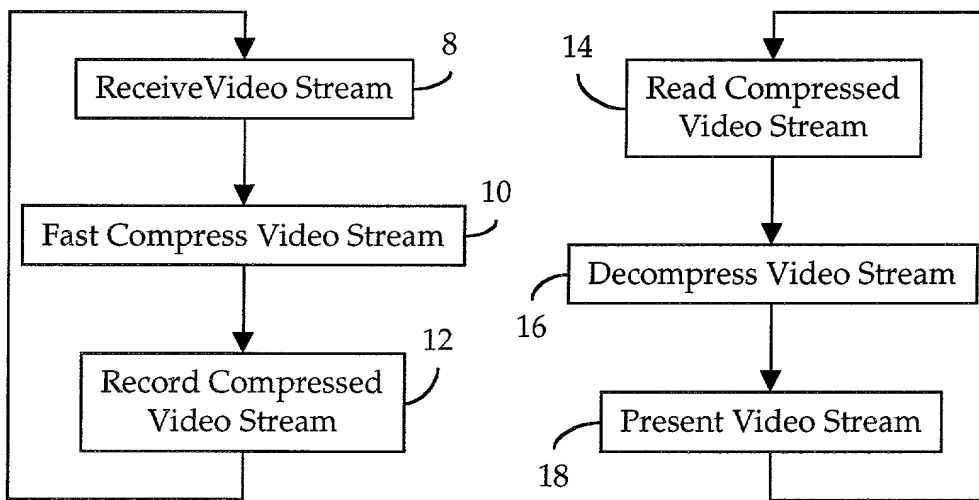 8
ReceiveVideo Stream
10
Fast Compress Video Stream
12
Record Compressed
Video Stream
14
Read Compressed
Video Stream
Decompress Video Stream
16
Present Video Stream
18